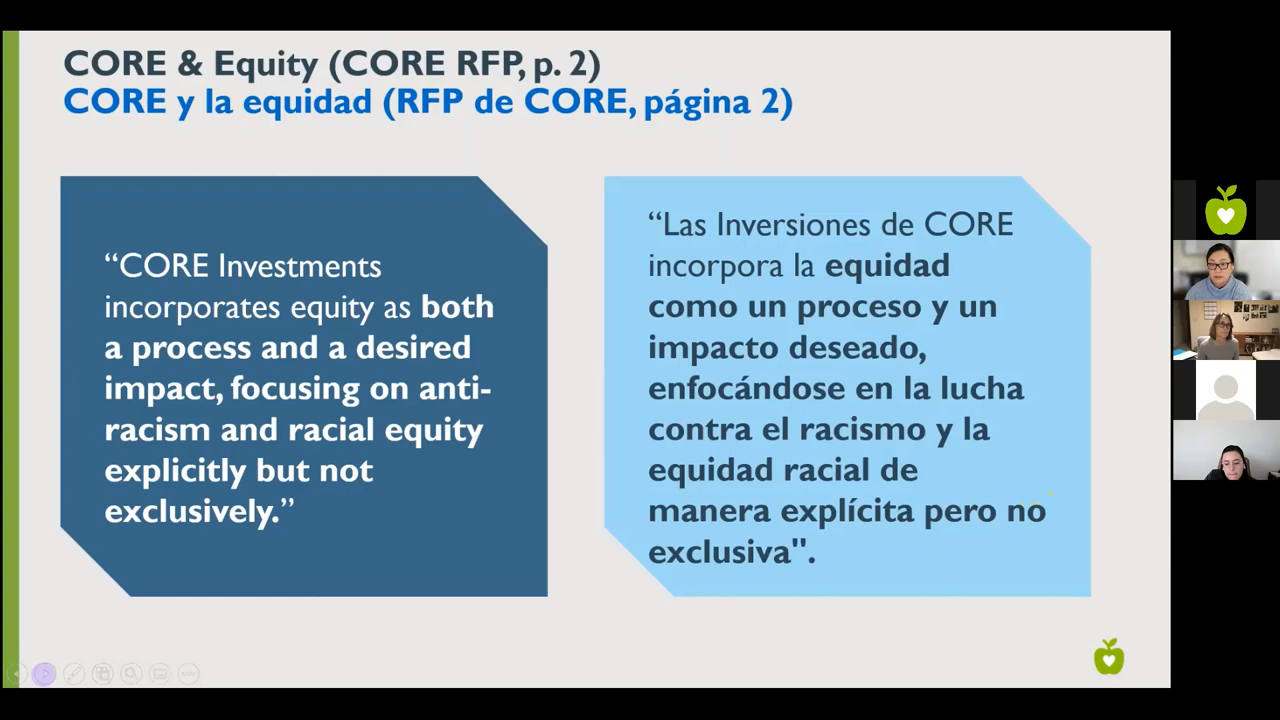 CORE & Equity (CORE RFP, p. 2)
CORE y la equidad (RFP de CORE, página 2)
“CORE Investments
incorporates equity as both
a process and a desired
impact, focusing on anti-
racism and racial equity
explicitly but not
exclusively.”
“Las Inversiones de CORE
incorpora la equidad
como un proceso y un
impacto deseado,
enfocándose en la lucha
contra el racismo y la
equidad racial de
manera explícita pero no
exclusiva".